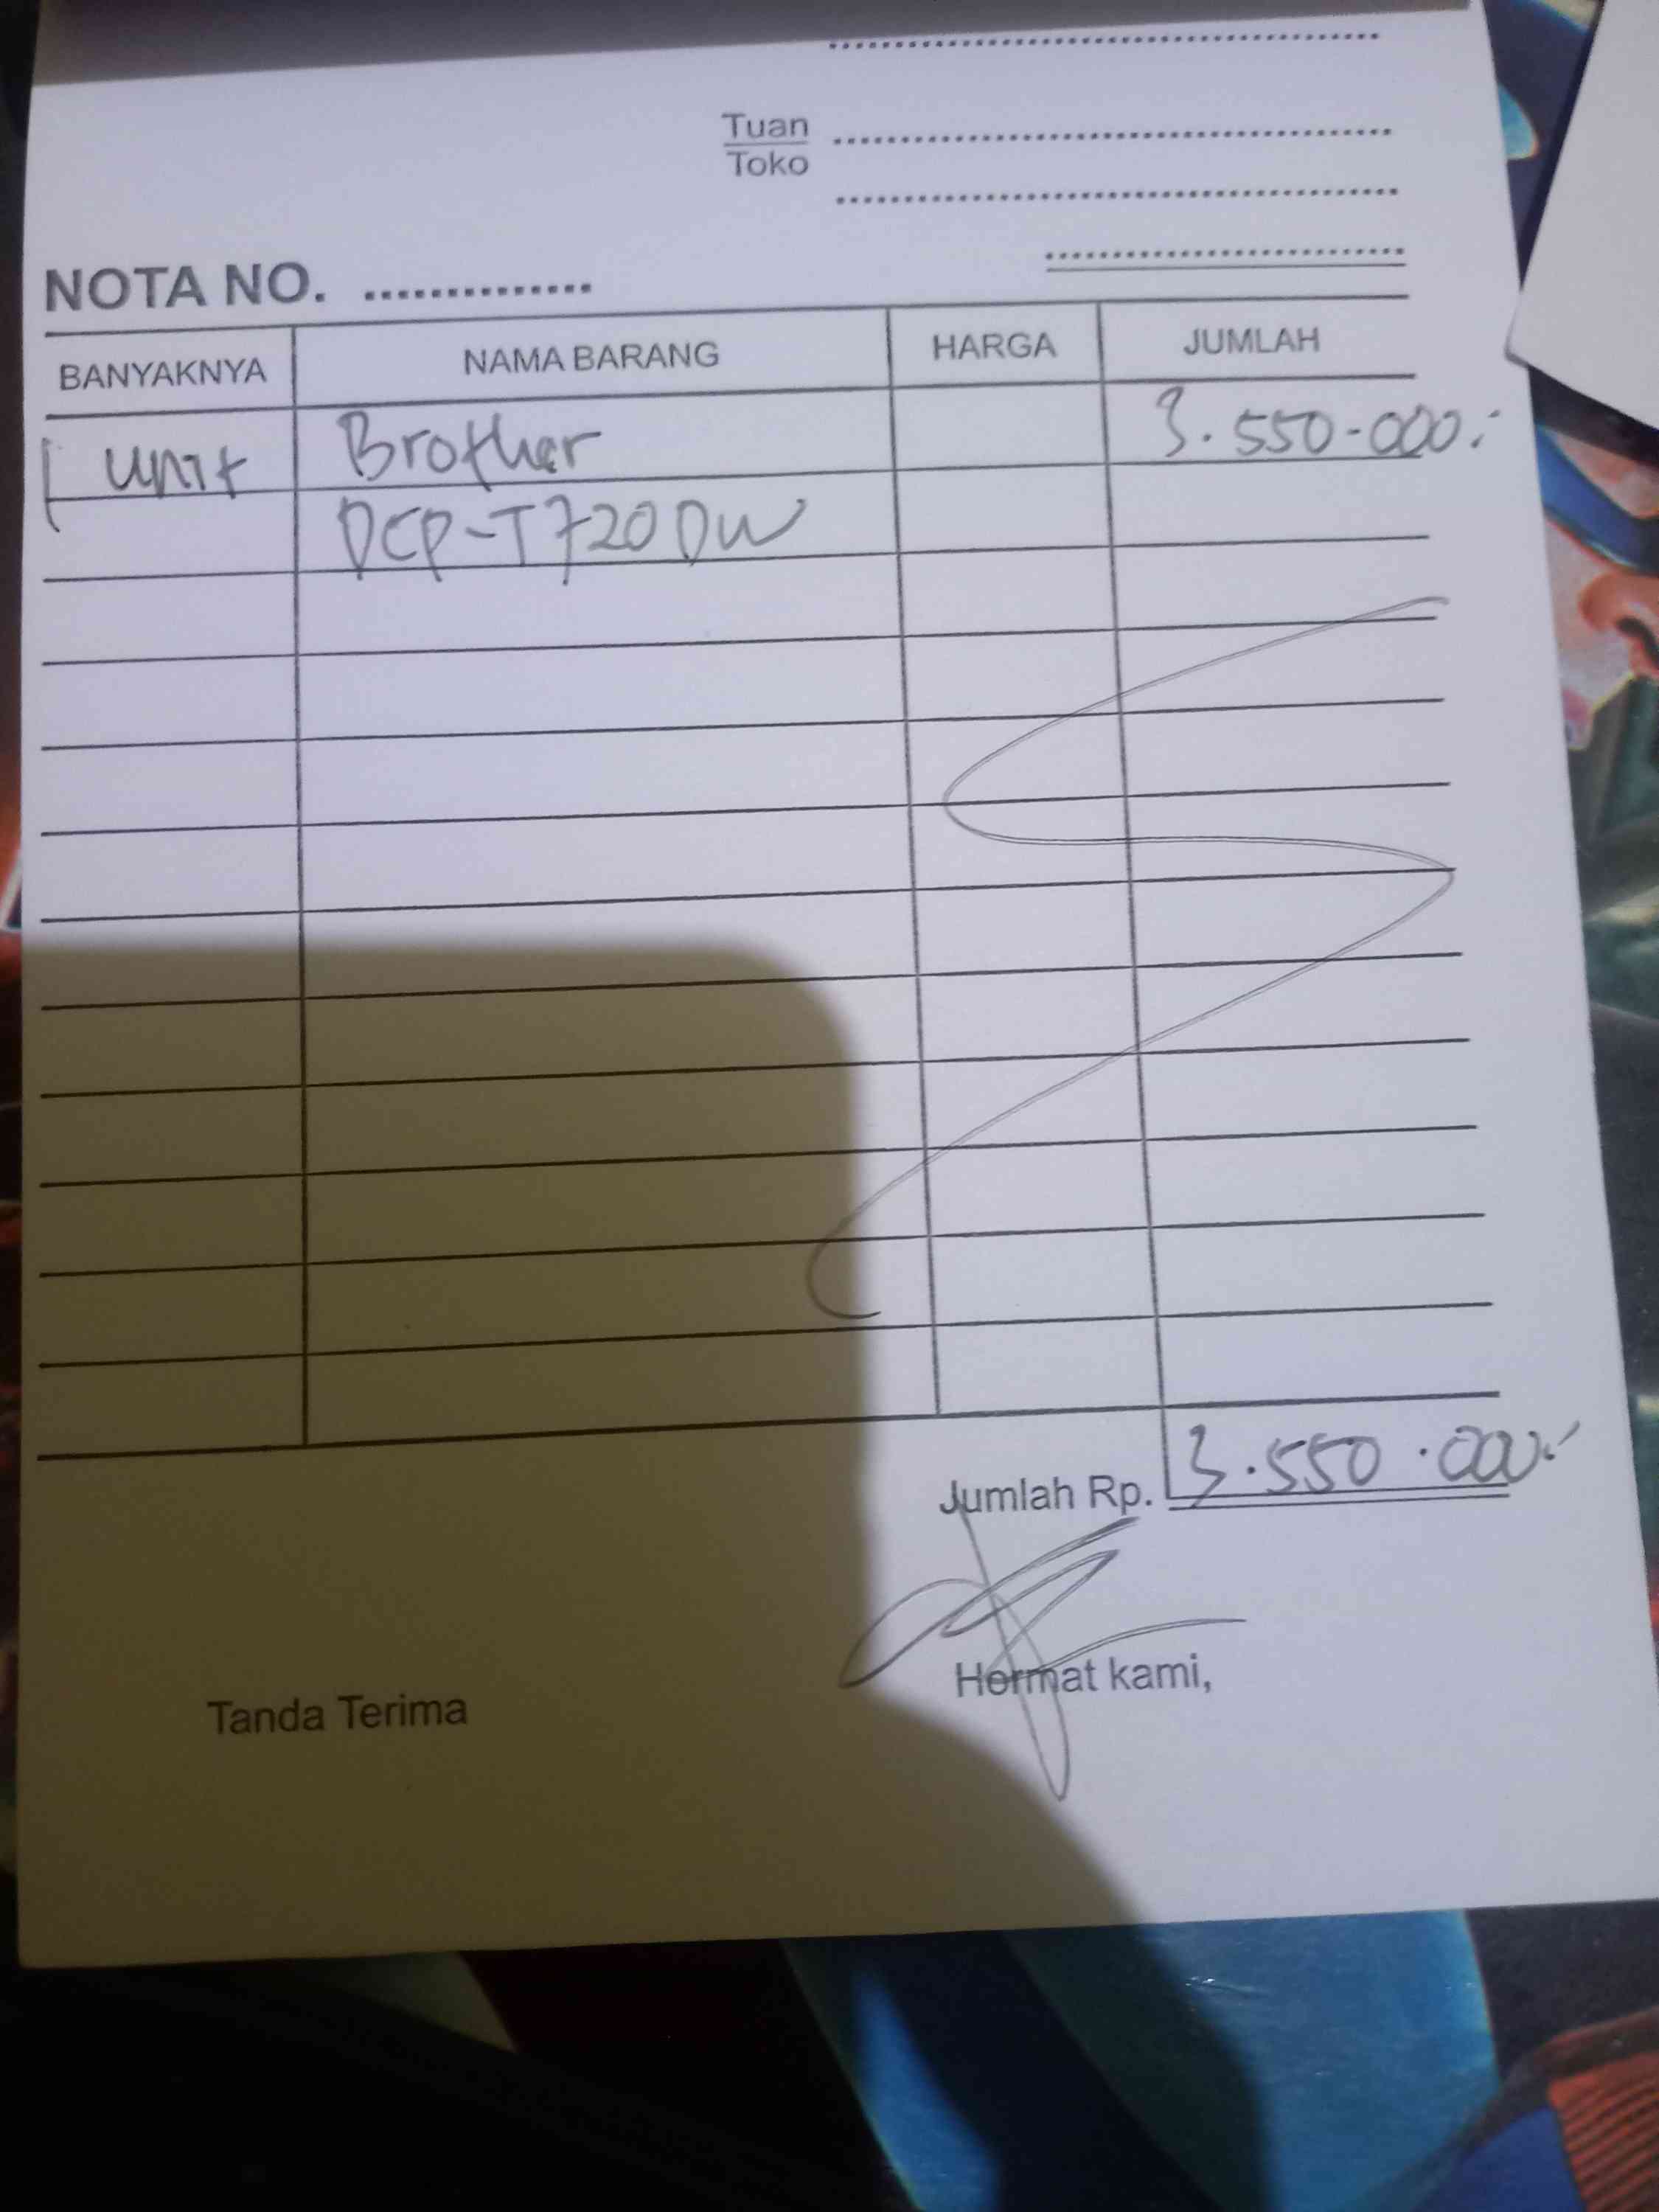 Tuan
Toko
NOTA NO.
BANYAKNYA NAMA BARANG HARGA JUMLAH
1 unit Brother 3.550.000.-
DCP-T720DW
Jumlah Rp. 3.550.000.-
Tanda Terima Hormat kami,